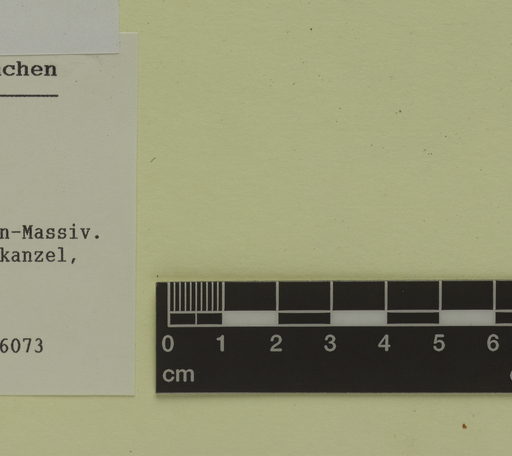 chen
n-Massiv.
kanzel,
6073
0 1 2 3 4 5 6
cm